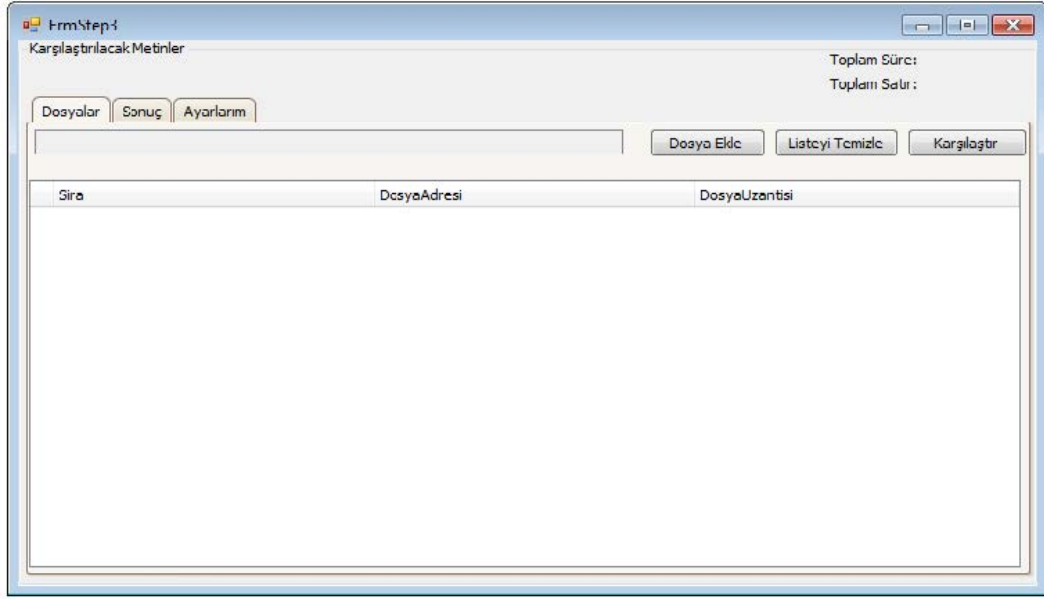 FrmStep3
Karşılaştırılacak Metinler
Toplam Süre:
Toplam Satır:
Dosyalar Sonuç Ayarlarım
Dosya Ekle Listeyi Temizle Karşılaştır
Sira DosyaAdresi DosyaUzantisi